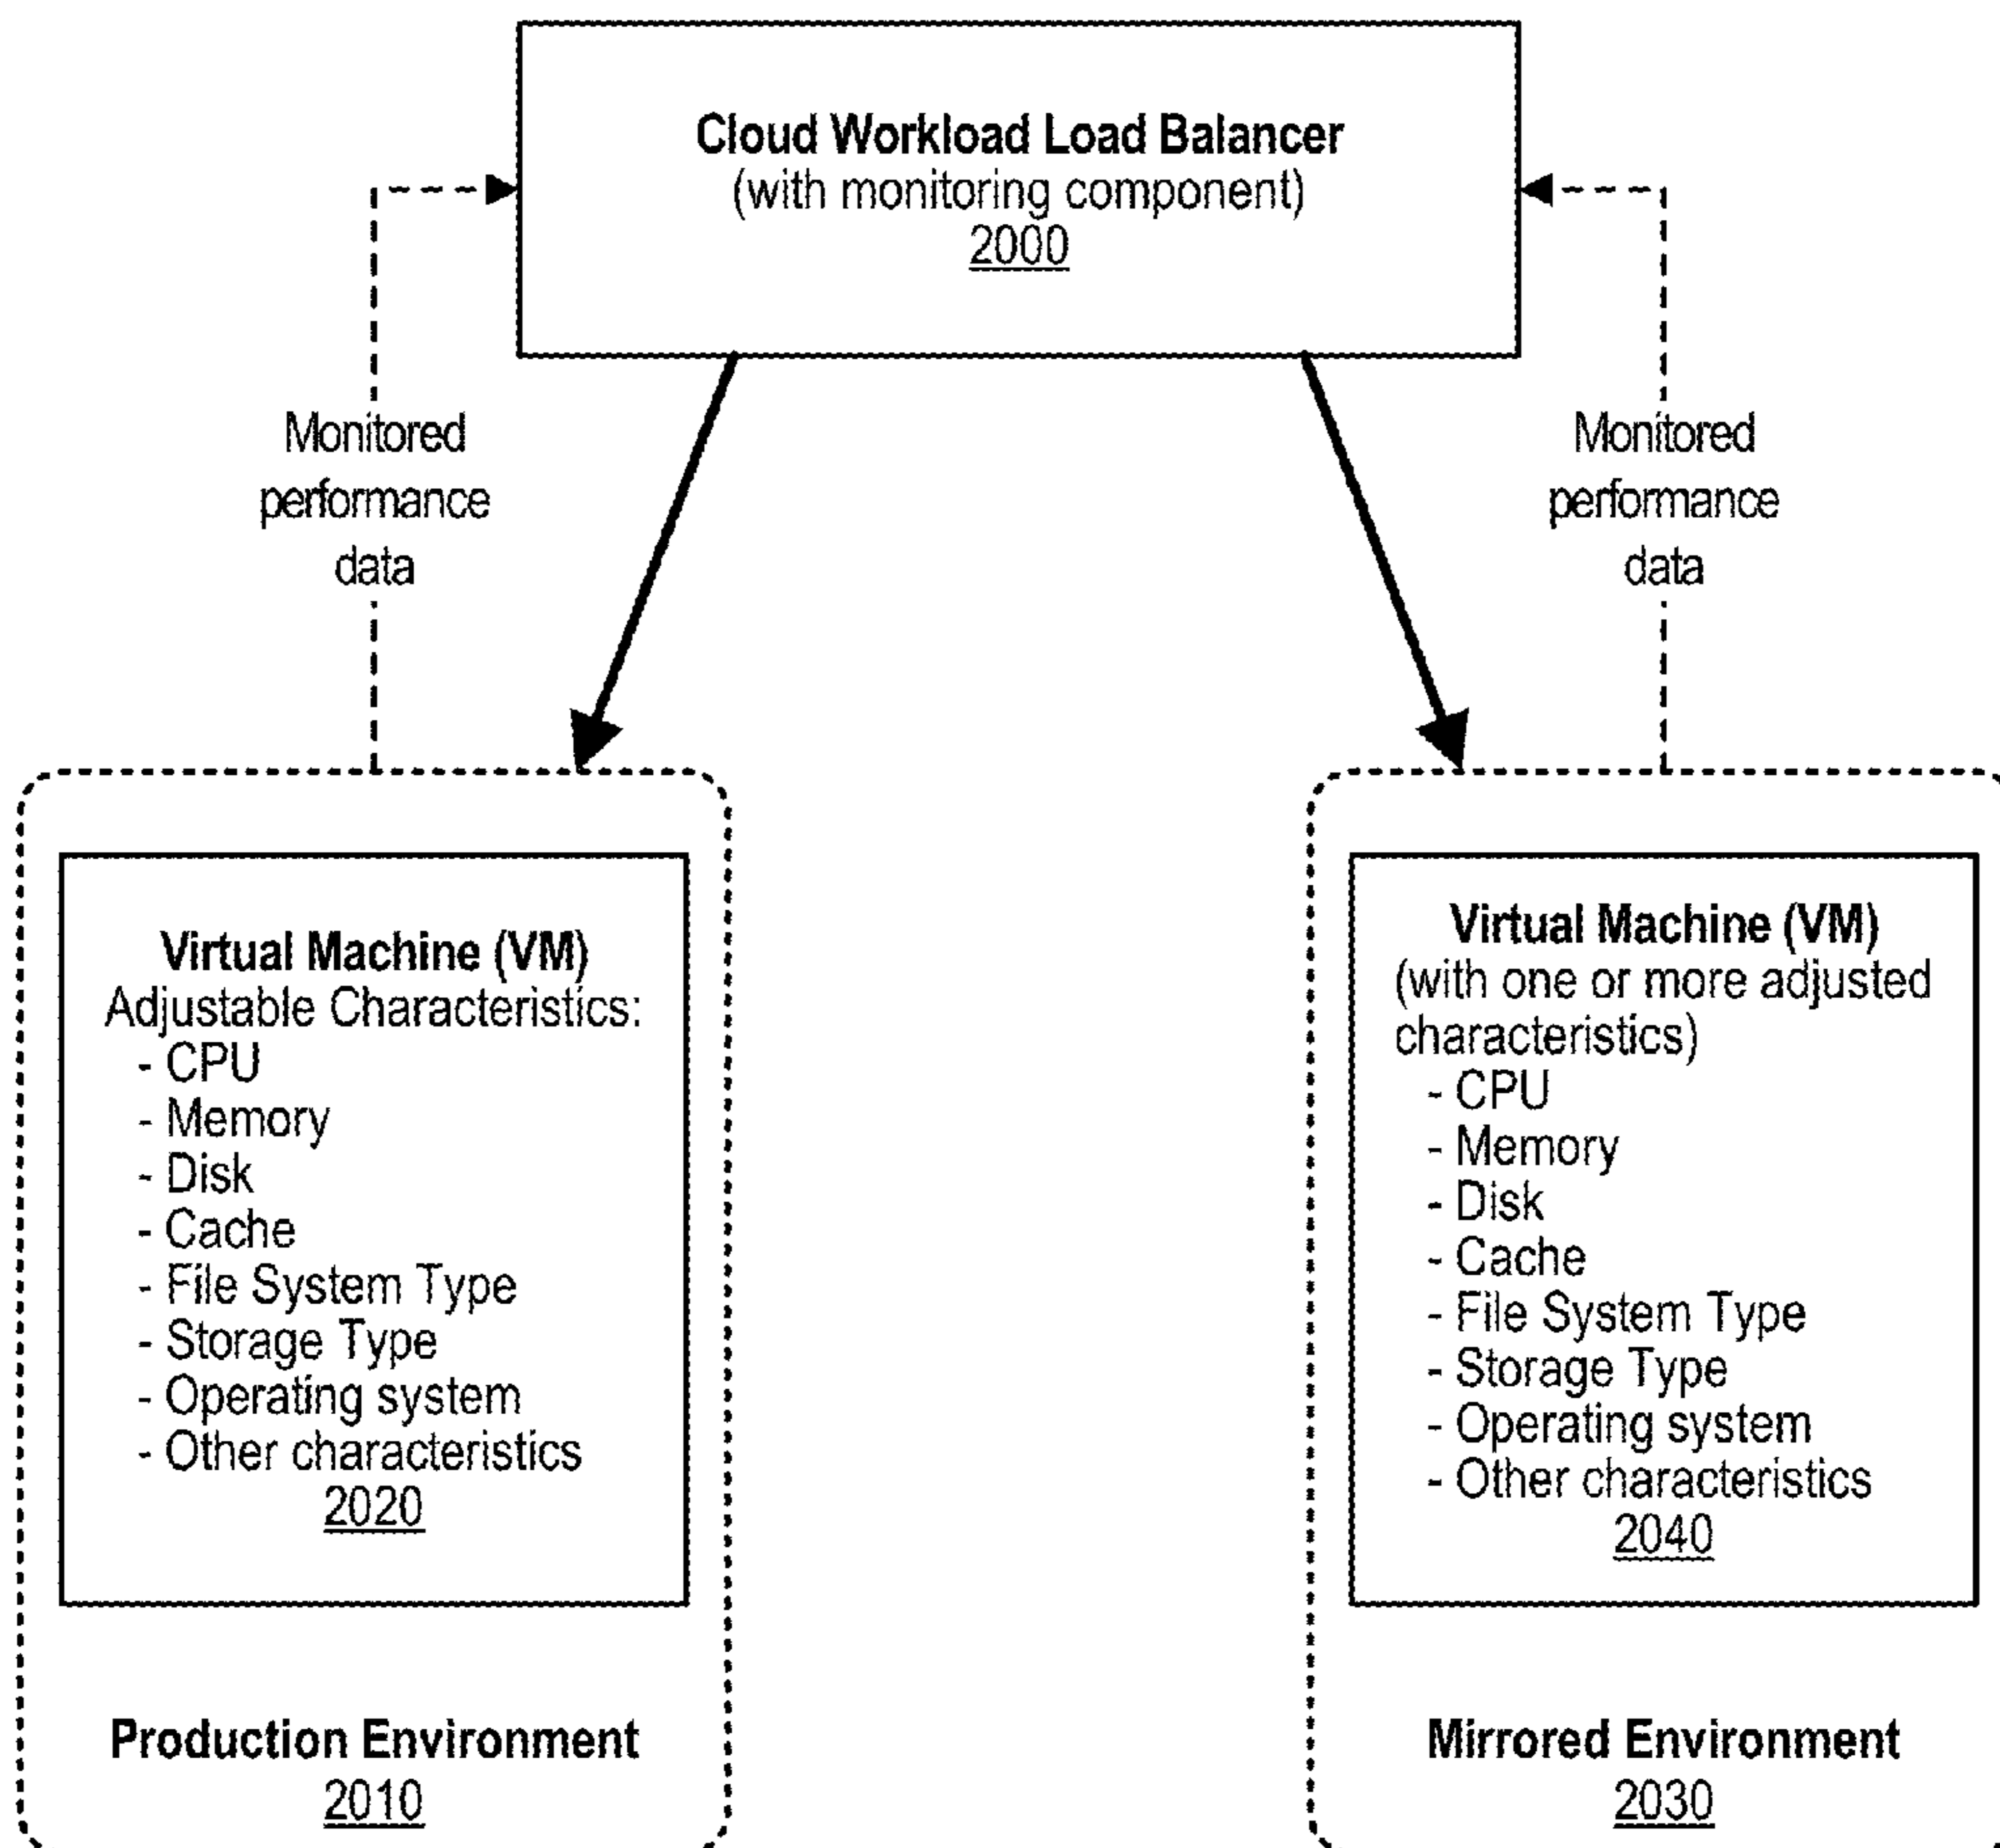 Cloud Workload Load Balancer
(with monitoring component)
2000
Monitored
performance
data
Monitored
performance
data
Virtual Machine (VM)
Adjustable Characteristics:
- CPU
- Memory
- Disk
- Cache
- File System Type
- Storage Type
- Operating system
- Other characteristics
2020
Production Environment
2010
Virtual Machine (VM)
(with one or more adjusted
characteristics)
- CPU
- Memory
- Disk
- Cache
- File System Type
- Storage Type
- Operating system
- Other characteristics
2040
Mirrored Environment
2030